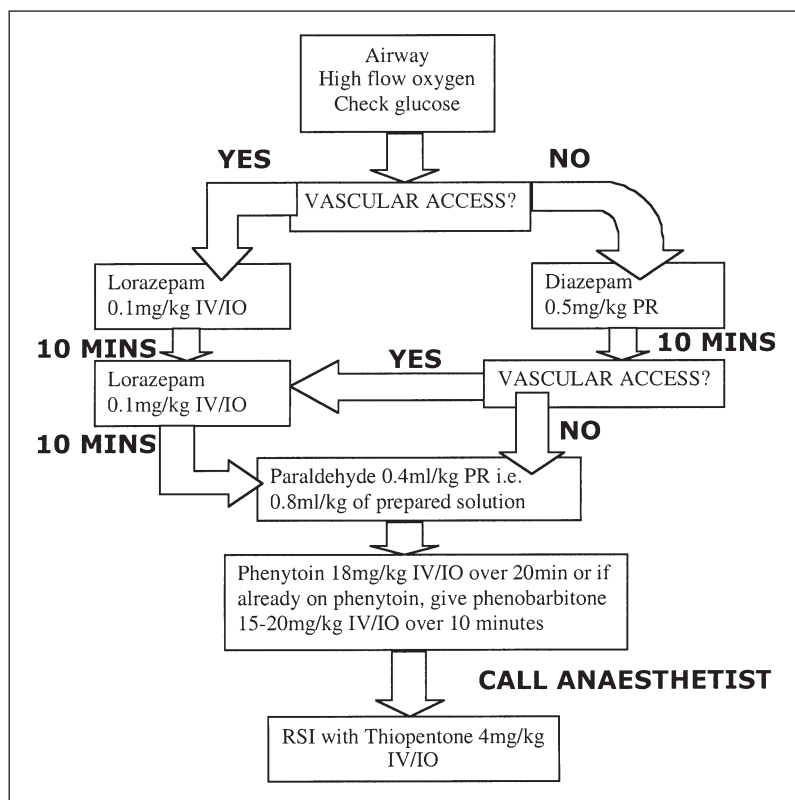 Airway
High flow oxygen
Check glucose
YES
NO
VASCULAR ACCESS?
Lorazepam
0.1mg/kg IV/IO
Diazepam
0.5mg/kg PR
10 MINS
10 MINS
YES
Lorazepam
0.1mg/kg IV/IO
VASCULAR ACCESS?
10 MINS
NO
Paraldehyde 0.4ml/kg PR i.e.
0.8ml/kg of prepared solution
Phenytoin 18mg/kg IV/IO over 20min or if
already on phenytoin, give phenobarbitone
15-20mg/kg IV/IO over 10 minutes
CALL ANAESTHETIST
RSI with Thiopentone 4mg/kg
IV/IO